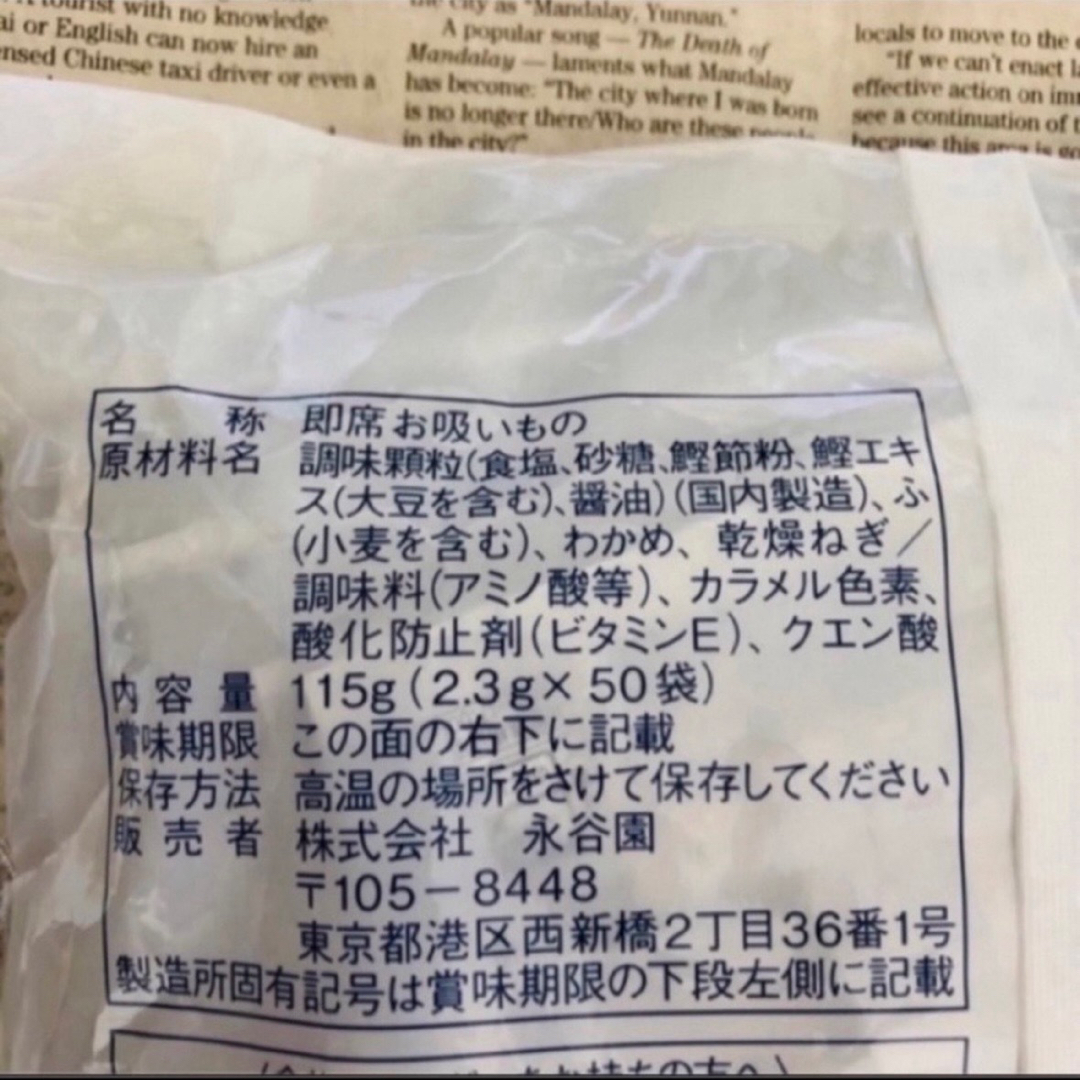 tourist with no knowledge
or English can now hire an
Chinese taxi driver or even a
city as "Mandalay, Yunnan."
A popular song — The Death of
Mandalay — laments what Mandalay
has become: "The city where I was born
is no longer there/Who are these people
in the city?"
locals to move to the
"If we can't enact
effective action on
see a continuation of
because this area is
名称 即席お吸いもの
原材料名 調味顆粒(食塩、砂糖、鰹節粉、鰹エキ
ス(大豆を含む)、醤油)(国内製造)、ふ
(小麦を含む)、わかめ、乾燥ねぎ／
調味料(アミノ酸等)、カラメル色素、
酸化防止剤(ビタミンE)、クエン酸
内容量 115g(2.3g×50袋)
賞味期限 この面の右下に記載
保存方法 高温の場所をさけて保存してください
販売者 株式会社 永谷園
〒105-8448
東京都港区西新橋2丁目36番1号
製造所固有記号は賞味期限の下段左側に記載